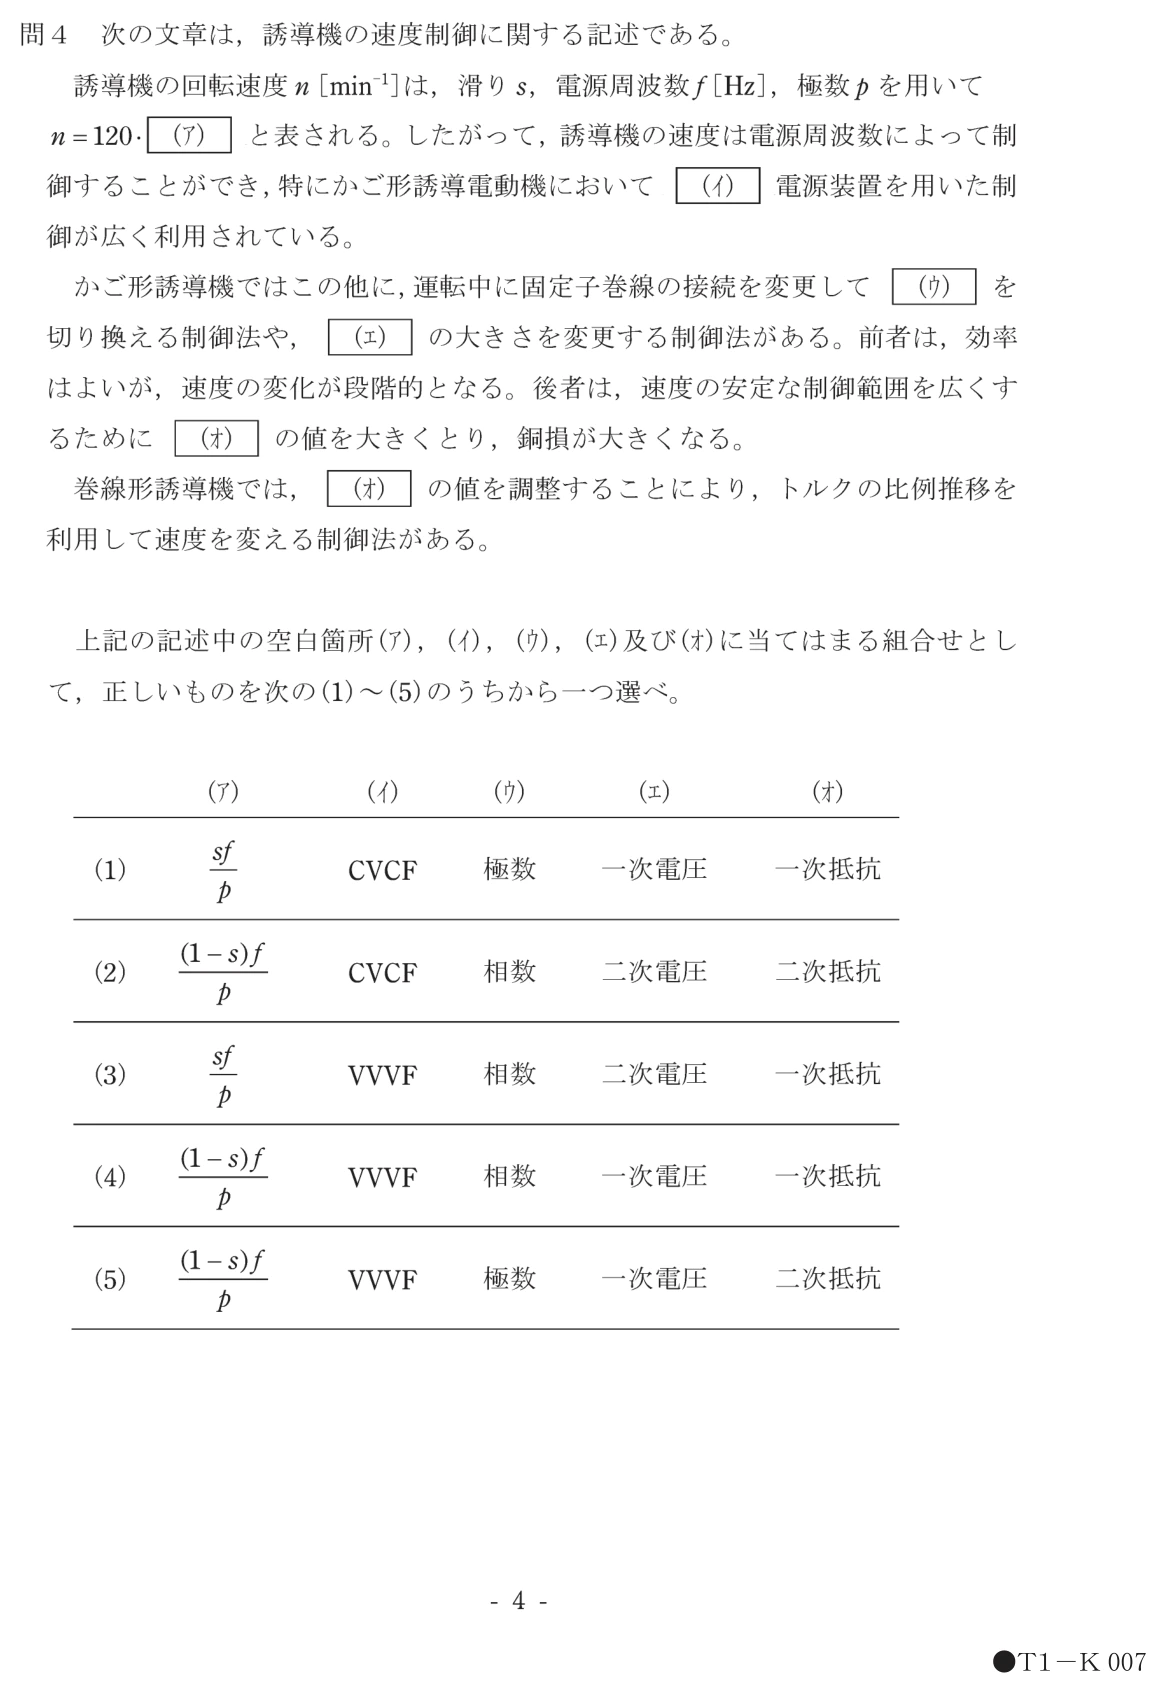 問４　次の文章は，誘導機の速度制御に関する記述である。
誘導機の回転速度 n [min⁻¹]は，滑り s，電源周波数 f [Hz]，極数 p を用いて
n = 120· (ア) と表される。したがって，誘導機の速度は電源周波数によって制
御することができ，特にかご形誘導電動機において (イ) 電源装置を用いた制
御が広く利用されている。
かご形誘導機ではこの他に，運転中に固定子巻線の接続を変更して (ウ) を
切り換える制御法や， (エ) の大きさを変更する制御法がある。前者は，効率
はよいが，速度の変化が段階的となる。後者は，速度の安定な制御範囲を広くす
るために (オ) の値を大きくとり，銅損が大きくなる。
巻線形誘導機では， (オ) の値を調整することにより，トルクの比例推移を
利用して速度を変える制御法がある。
上記の記述中の空白箇所(ア)，(イ)，(ウ)，(エ)及び(オ)に当てはまる組合せとし
て，正しいものを次の(1)～(5)のうちから一つ選べ。
(ア) (イ) (ウ) (エ) (オ)
(1) sf/p CVCF 極数 一次電圧 一次抵抗
(2) (1 − s) f/p CVCF 相数 二次電圧 二次抵抗
(3) sf/p VVVF 相数 二次電圧 一次抵抗
(4) (1 − s) f/p VVVF 相数 一次電圧 一次抵抗
(5) (1 − s) f/p VVVF 極数 一次電圧 二次抵抗
- 4 -
●T1－K 007